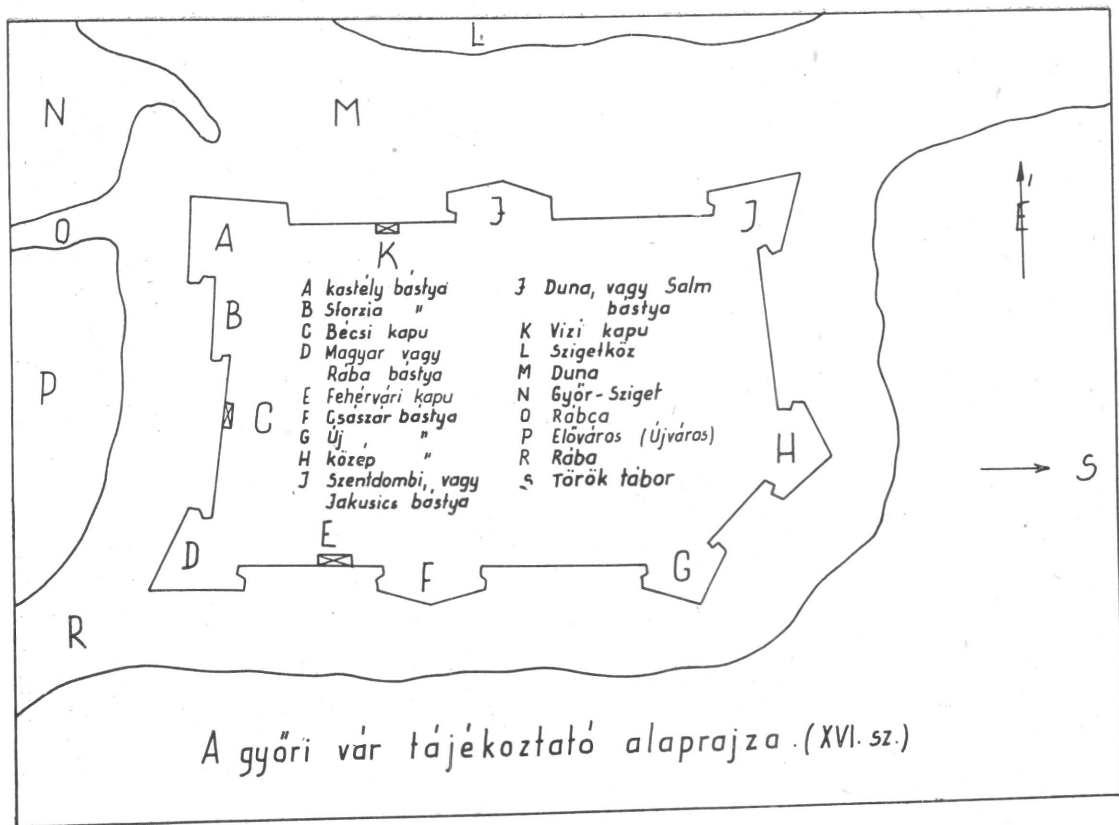 L
N
M
É
O
A
J
J
K
B
P
C
H
S
E
D
F
G
R
A kastély bástya
B Sforzia "
C Bécsi kapu
D Magyar vagy
Rába bástya
E Fehérvári kapu
F Császár bástya
G Új, "
H közép "
J Szentdombi, vagy
Jakusics bástya
J Duna, vagy Salm
bástya
K Vizi kapu
L Szigetköz
M Duna
N Győr-Sziget
O Rábca
P Előváros (Újváros)
R Rába
S Török tábor
A győri vár tájékoztató alaprajza. (XVI. sz.)